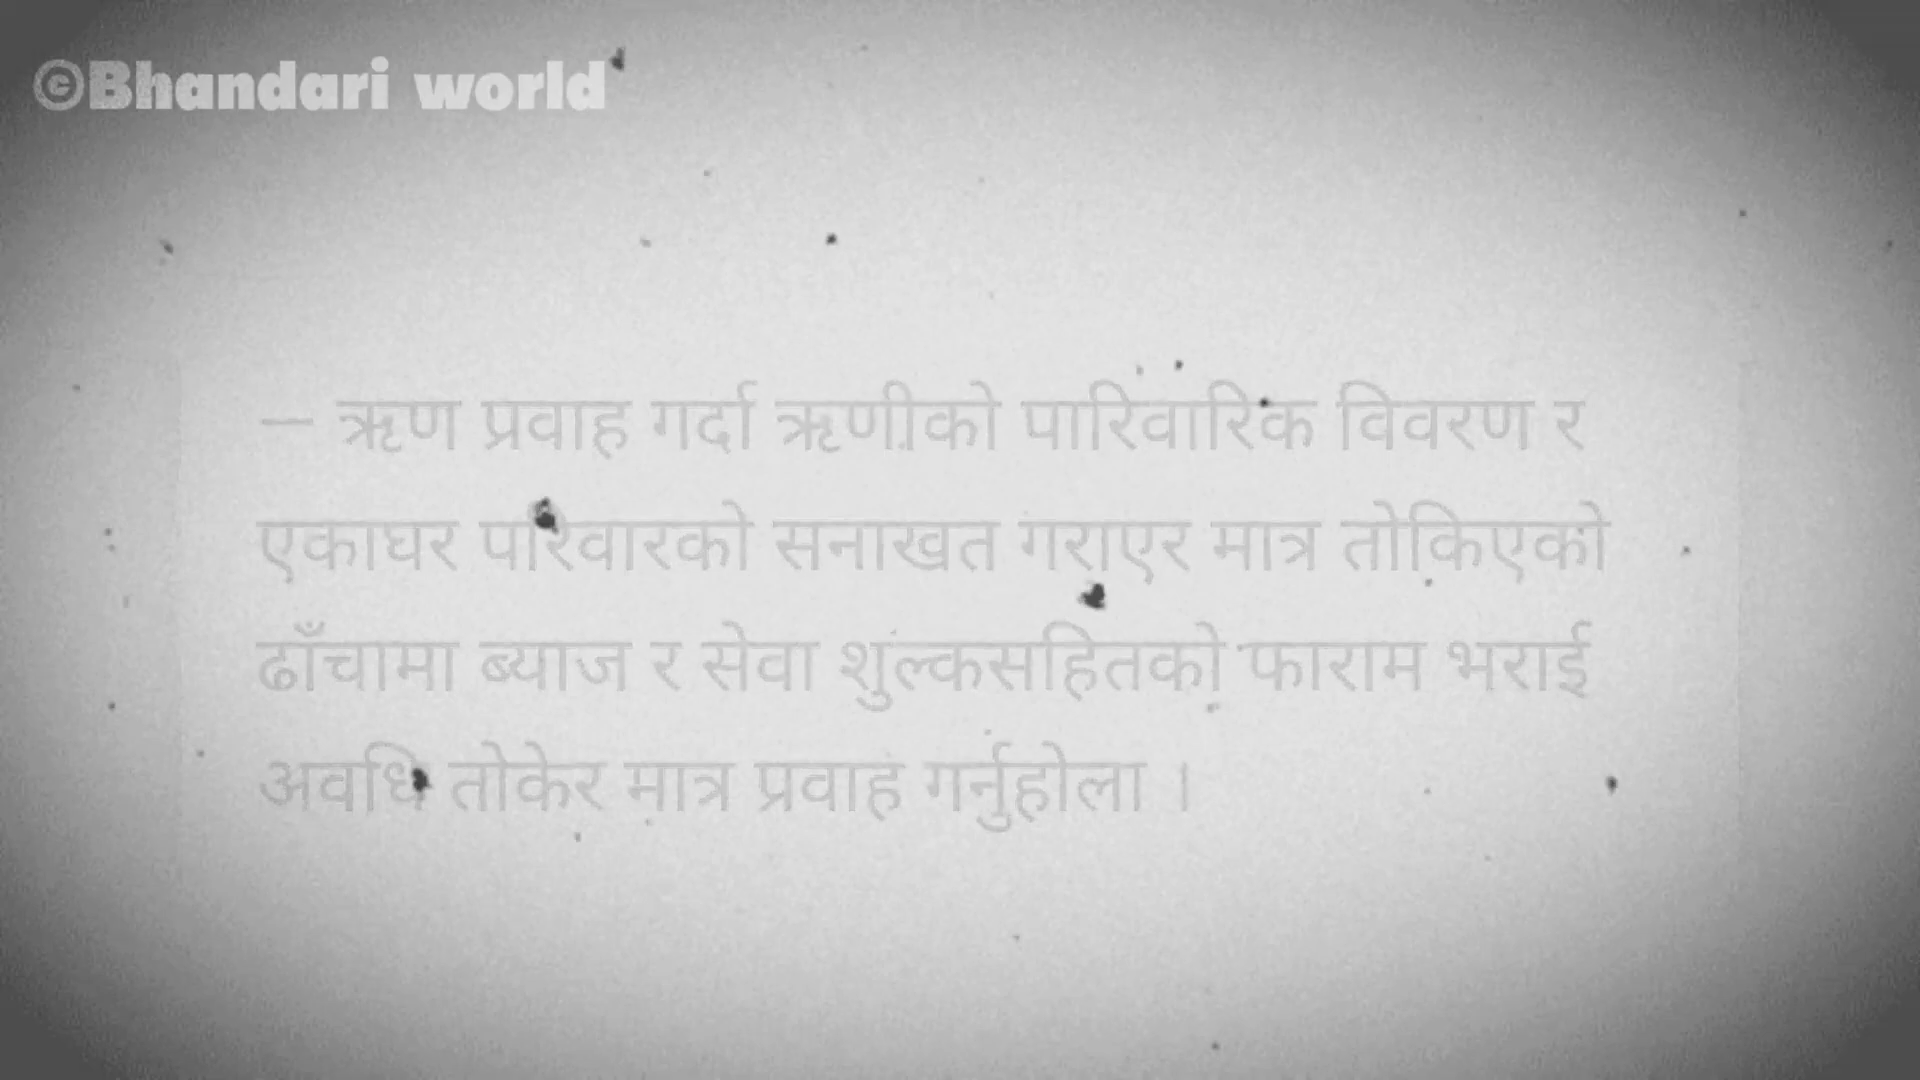 ©Bhandari world
– ऋण प्रवाह गर्दा ऋणीको पारिवारिक विवरण र
एकाघर परिवारको सनाखत गराएर मात्र तोकिएको
ढाँचामा ब्याज र सेवा शुल्कसहितको फाराम भराई
अवधि तोकेर मात्र प्रवाह गर्नुहोला ।